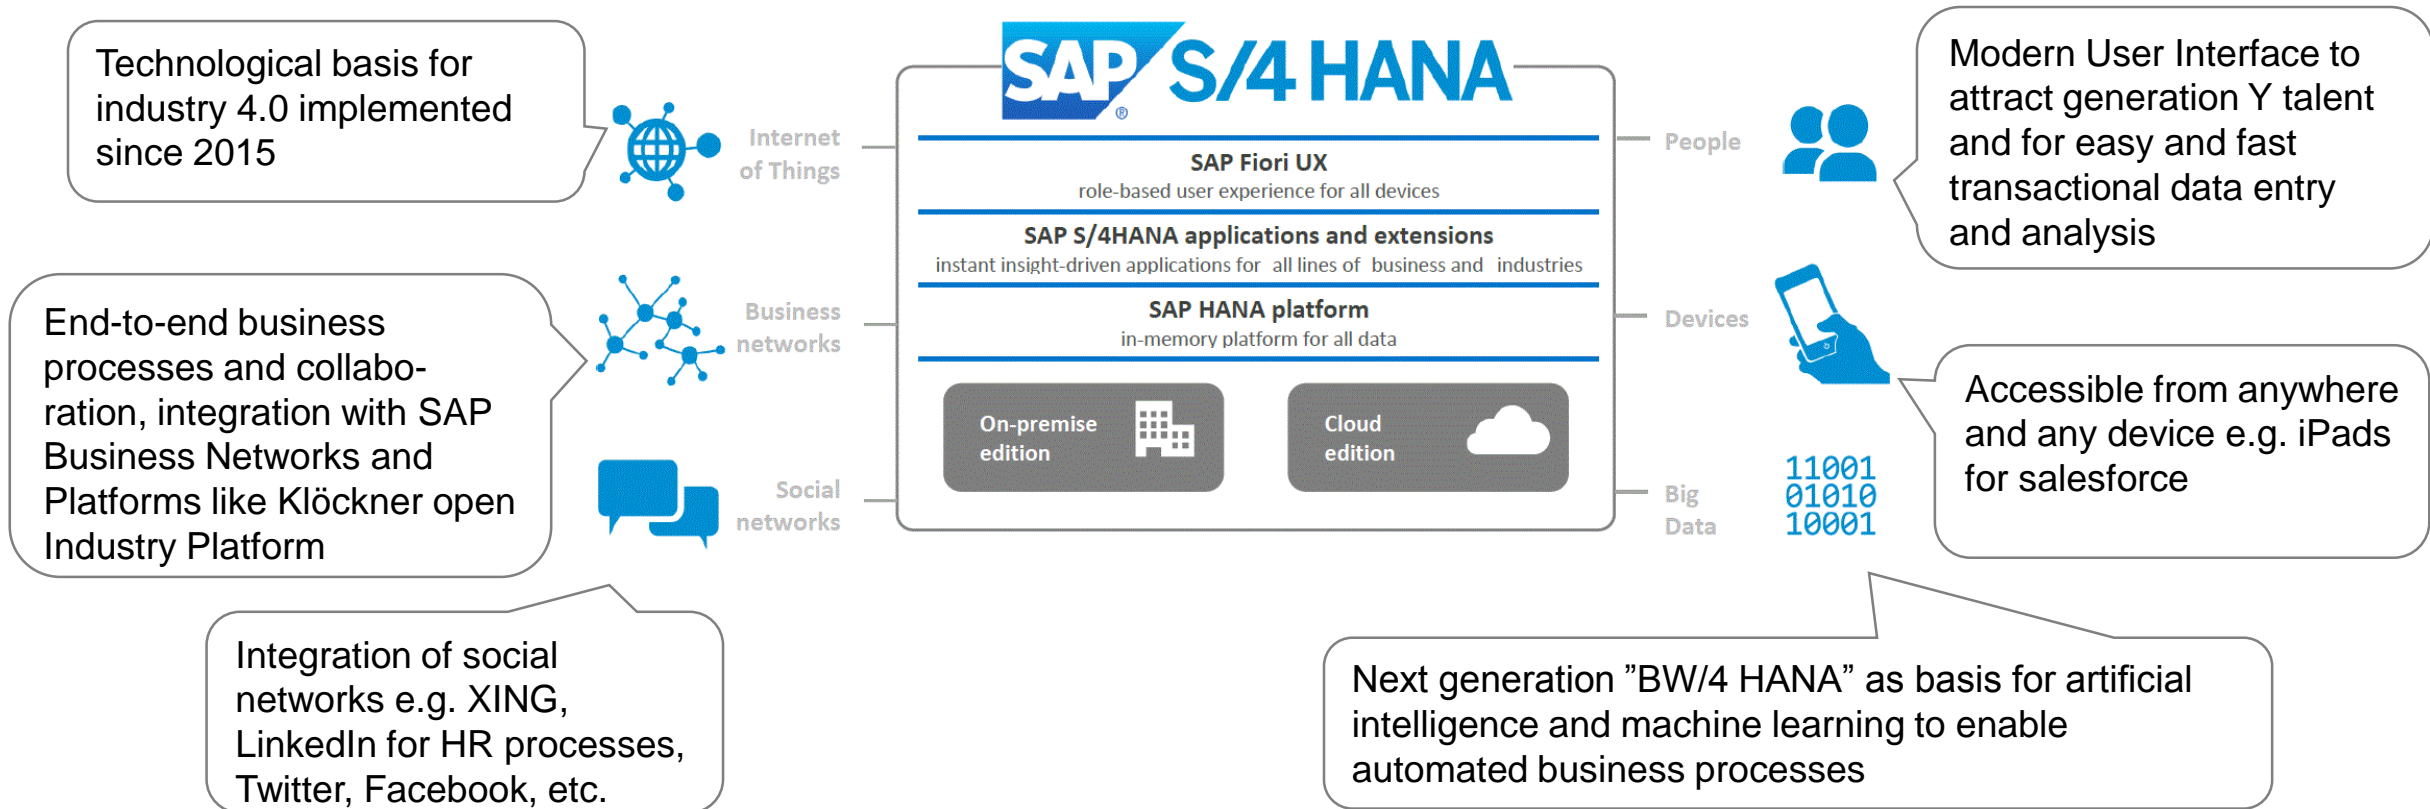 Technological basis for
industry 4.0 implemented
since 2015
Internet
of Things
End-to-end business
processes and collabo-
ration, integration with SAP
Business Networks and
Platforms like Klöckner open
Industry Platform
Business
networks
Social
networks
Integration of social
networks e.g. XING,
LinkedIn for HR processes,
Twitter, Facebook, etc.
SAP® S/4 HANA
SAP Fiori UX
role-based user experience for all devices
SAP S/4HANA applications and extensions
instant insight-driven applications for all lines of business and industries
SAP HANA platform
in-memory platform for all data
On-premise
edition
Cloud
edition
People
Modern User Interface to
attract generation Y talent
and for easy and fast
transactional data entry
and analysis
Devices
Accessible from anywhere
and any device e.g. iPads
for salesforce
Big
Data
11001
01010
10001
Next generation ”BW/4 HANA” as basis for artificial
intelligence and machine learning to enable
automated business processes